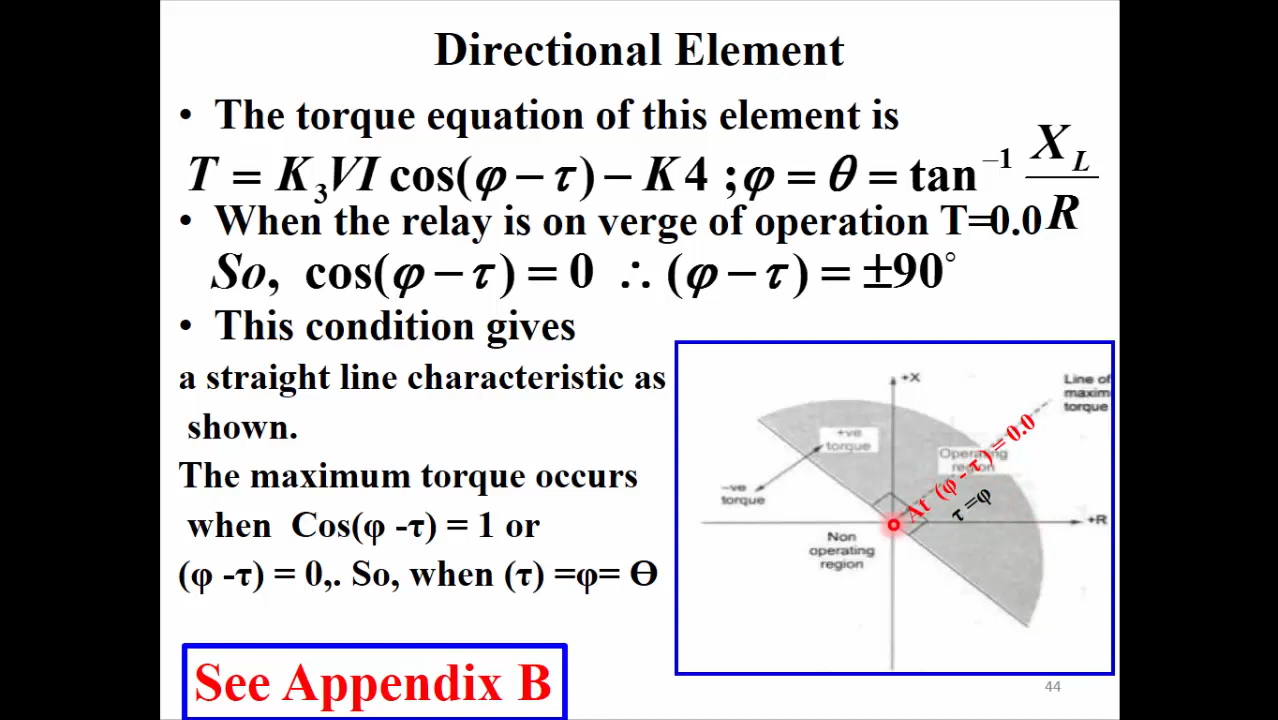 Directional Element
• The torque equation of this element is
T = K₃VI cos(φ − τ) − K4 ;φ = θ = tan⁻¹ X_L / R
• When the relay is on verge of operation T=0.0
So, cos(φ − τ) = 0 ∴ (φ − τ) = ±90°
• This condition gives
a straight line characteristic as
shown.
The maximum torque occurs
when Cos(φ -τ) = 1 or
(φ -τ) = 0,. So, when (τ) =φ= Ɵ
See Appendix B
+X
Line of
maxim
torque
+ve
torque
Operating
region
At (φ - τ) = 0.0
τ =φ
-ve
torque
+R
Non
operating
region
44